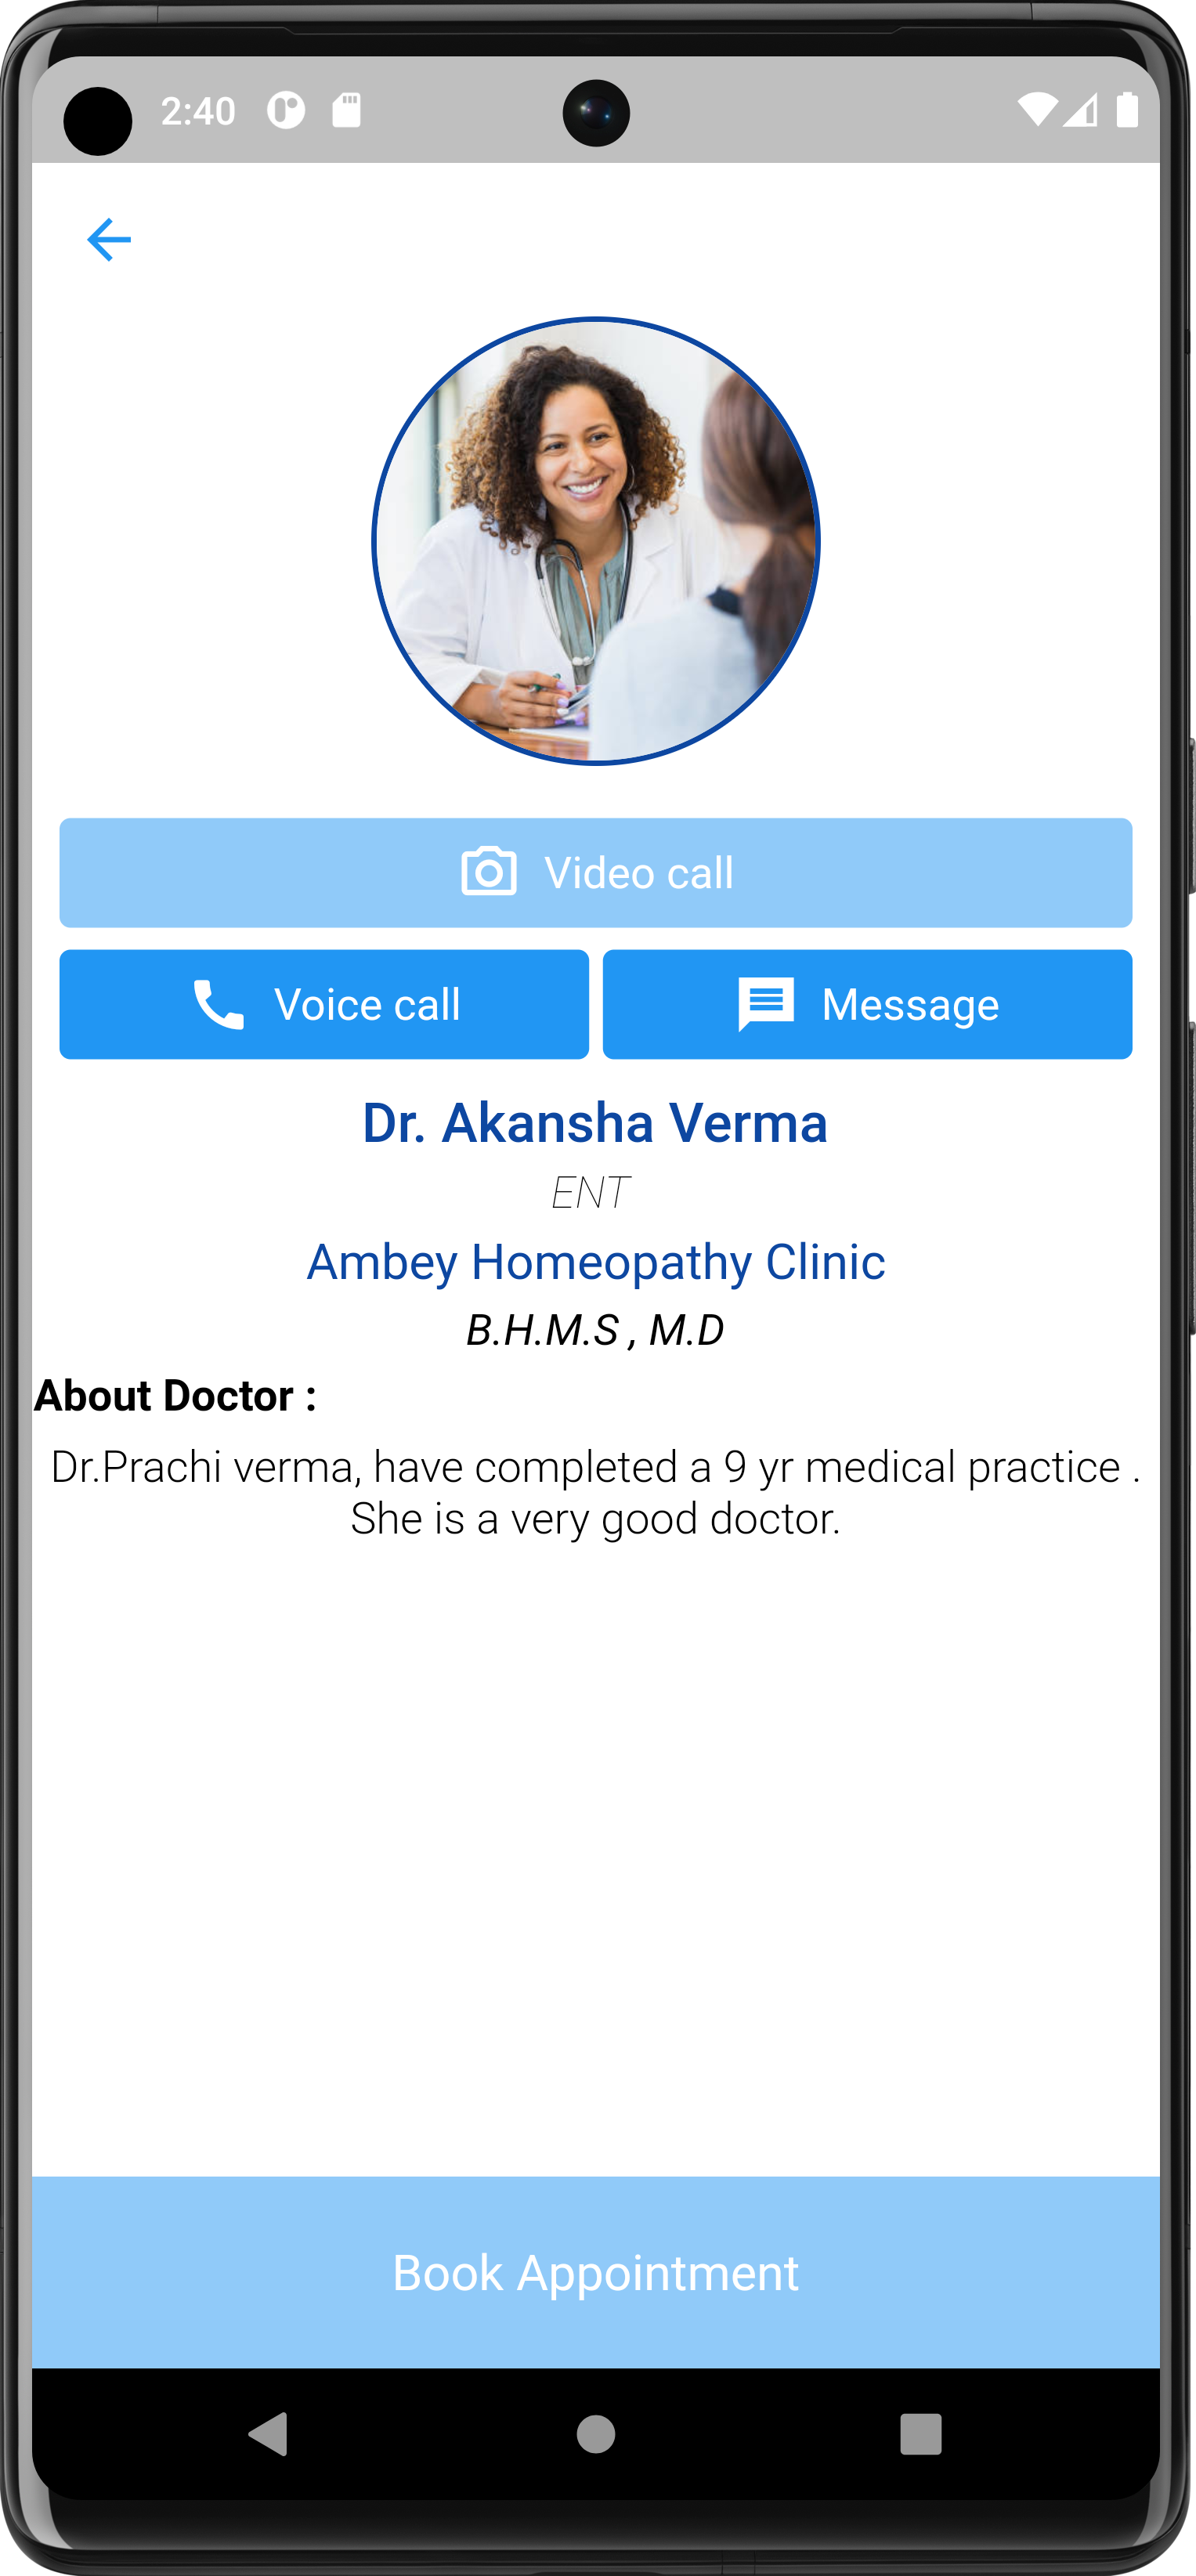 2:40
Video call
Voice call
Message
Dr. Akansha Verma
ENT
Ambey Homeopathy Clinic
B.H.M.S , M.D
About Doctor :
Dr.Prachi verma, have completed a 9 yr medical practice .
She is a very good doctor.
Book Appointment